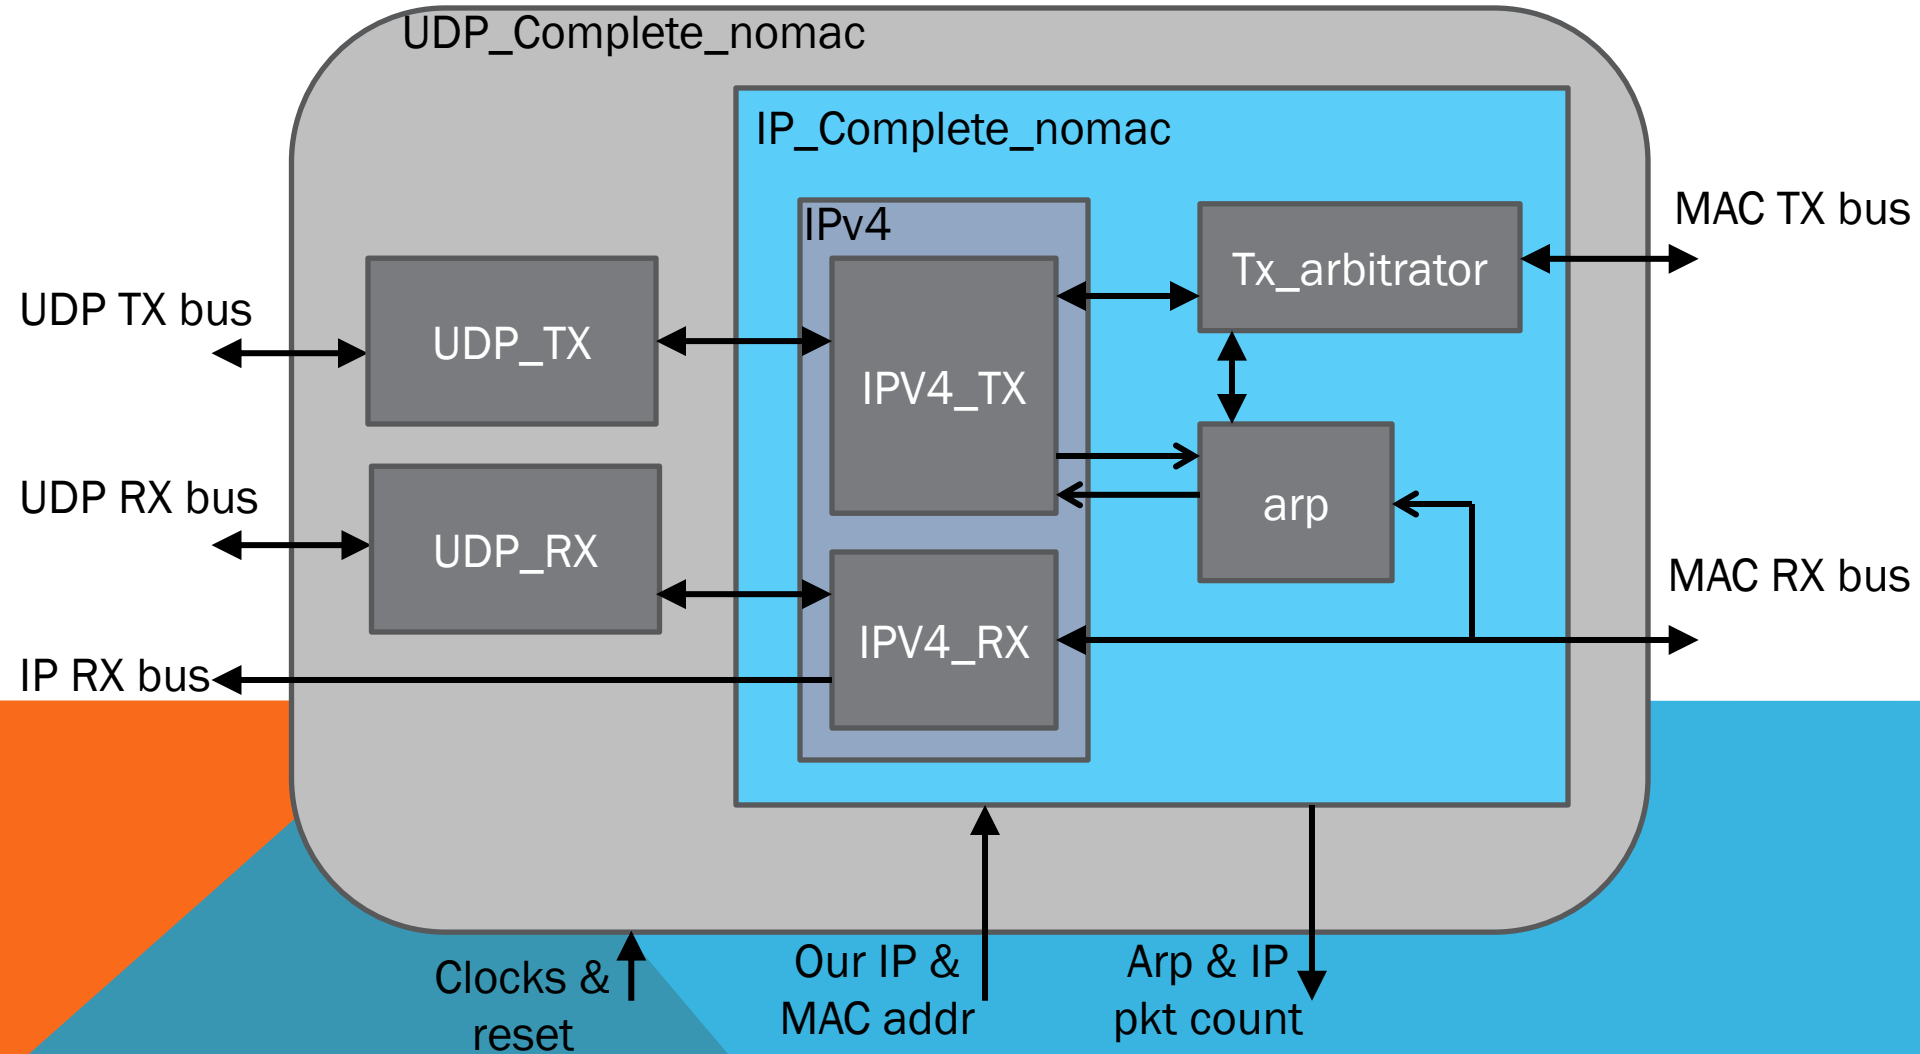 UDP_Complete_nomac
IP_Complete_nomac
IPv4
MAC TX bus
Tx_arbitrator
UDP TX bus
UDP_TX
IPV4_TX
UDP RX bus
arp
UDP_RX
MAC RX bus
IPV4_RX
IP RX bus
Clocks &
reset
Our IP &
MAC addr
Arp & IP
pkt count